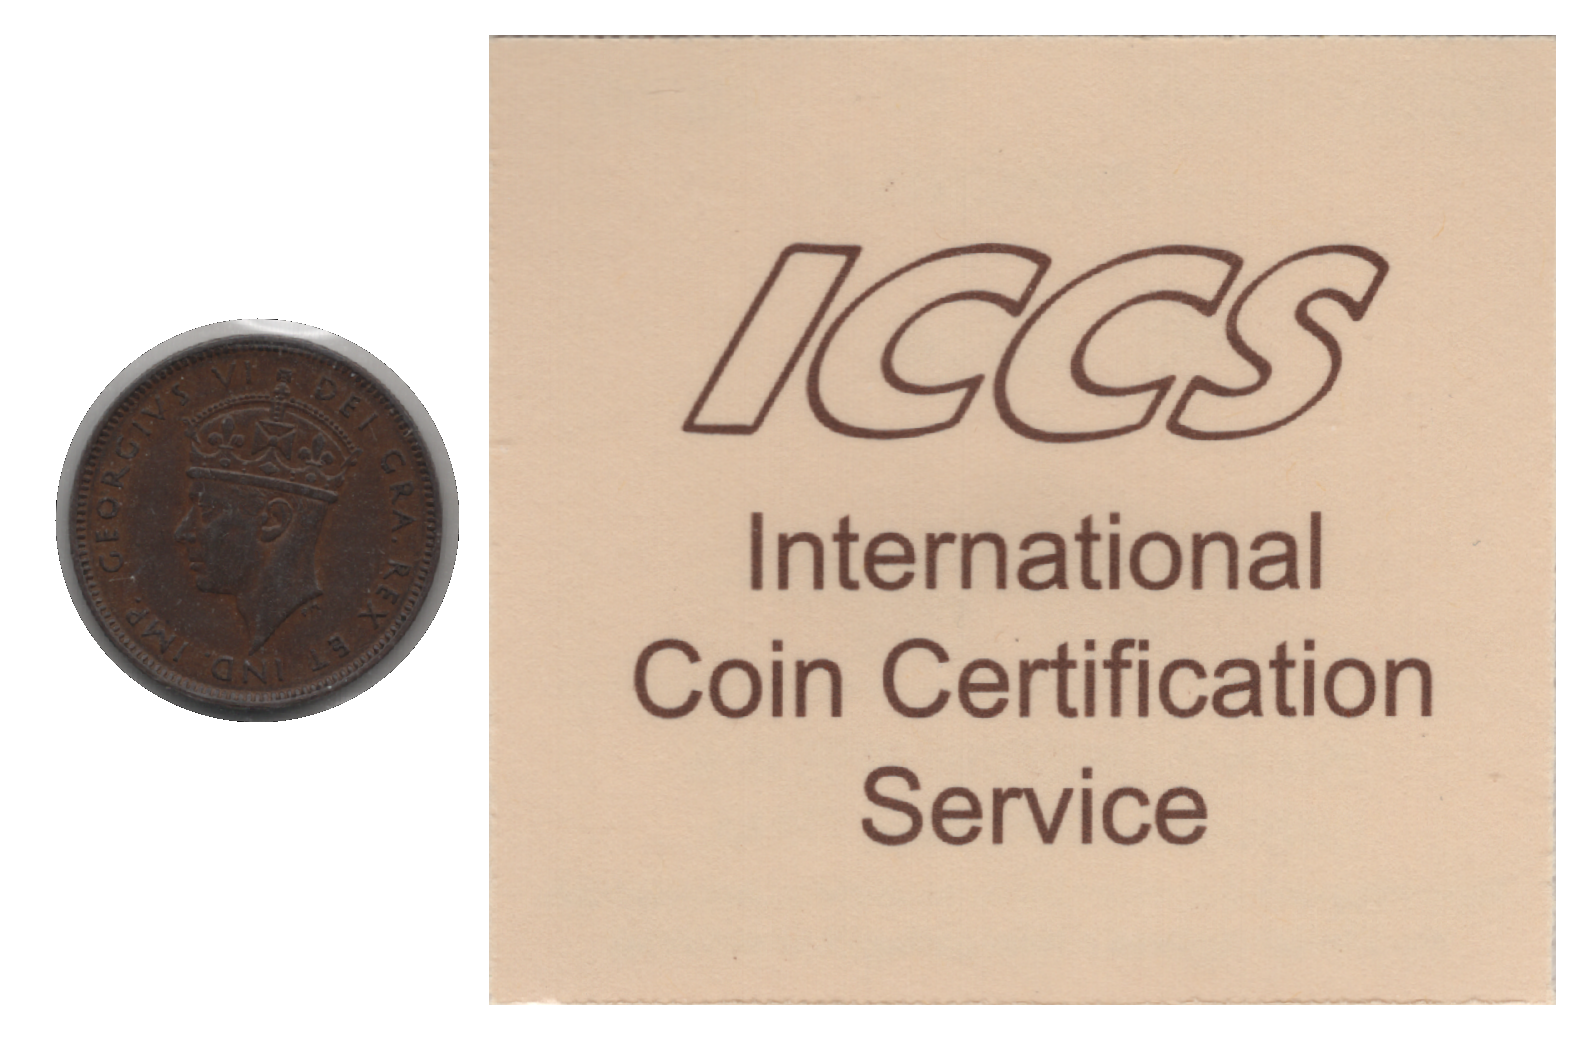 GEORGIVS VI DEI GRA. REX ET IND. IMP.
ICCS
International
Coin Certification
Service